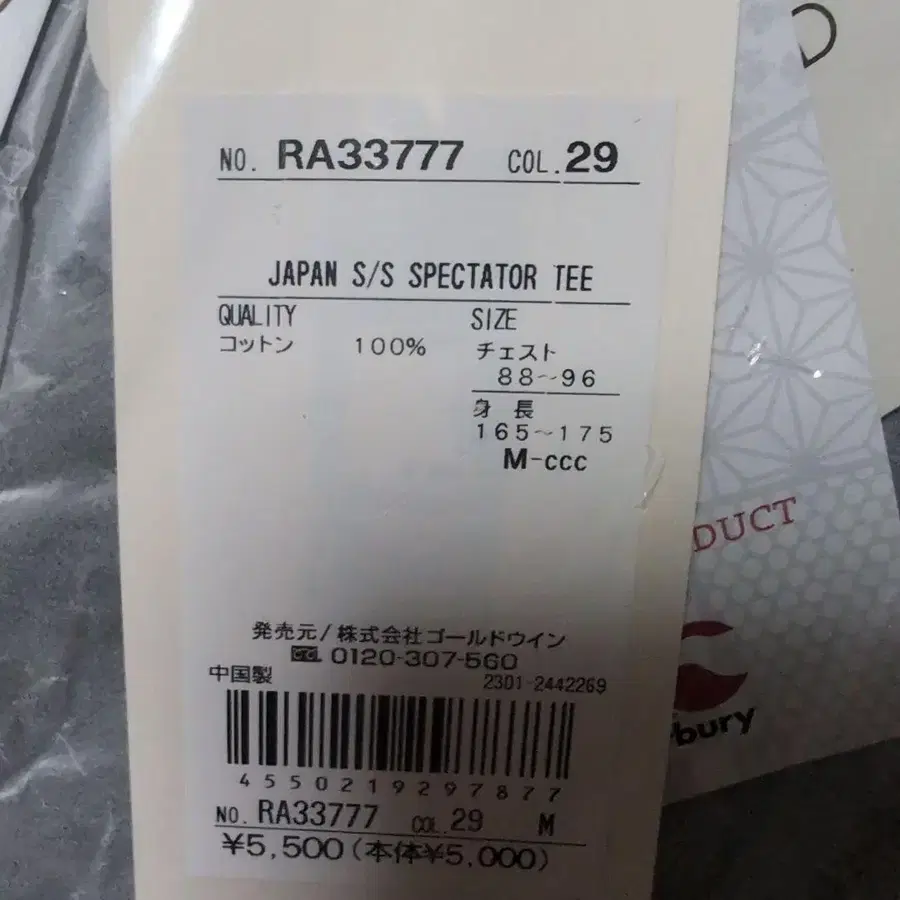 NO. RA33777 COL.29
JAPAN S/S SPECTATOR TEE
QUALITY SIZE
コットン 100% チェスト
88~96
身長
165~175
M-ccc
DUCT
bury
発売元/株式会社ゴールドウイン
0120-307-560
中国製 2301-2442269
4550219297877
NO. RA33777 COL.29 M
¥5,500(本体¥5,000)